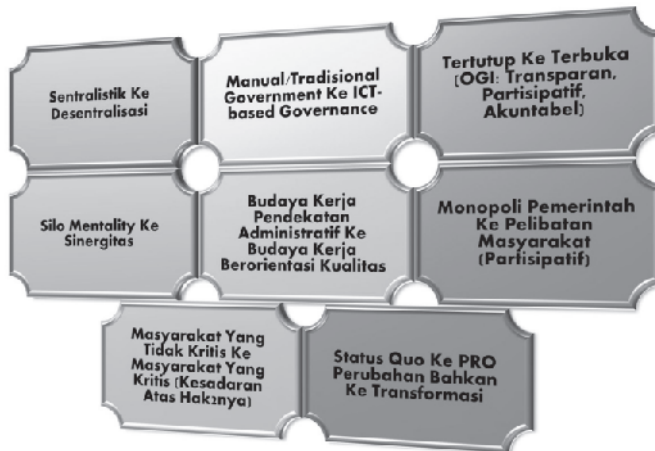 Sentralistik Ke
Desentralisasi
Manual/Tradisional
Government Ke ICT-
based Governance
Tertutup Ke Terbuka
(OGI: Transparan,
Partisipatif,
Akuntabel)
Silo Mentality Ke
Sinergitas
Budaya Kerja
Pendekatan
Administratif Ke
Budaya Kerja
Berorientasi Kualitas
Monopoli Pemerintah
Ke Pelibatan
Masyarakat
(Partisipatif)
Masyarakat Yang
Tidak Kritis Ke
Masyarakat Yang
Kritis (Kesadaran
Atas Hak2nya)
Status Quo Ke PRO
Perubahan Bahkan
Ke Transformasi